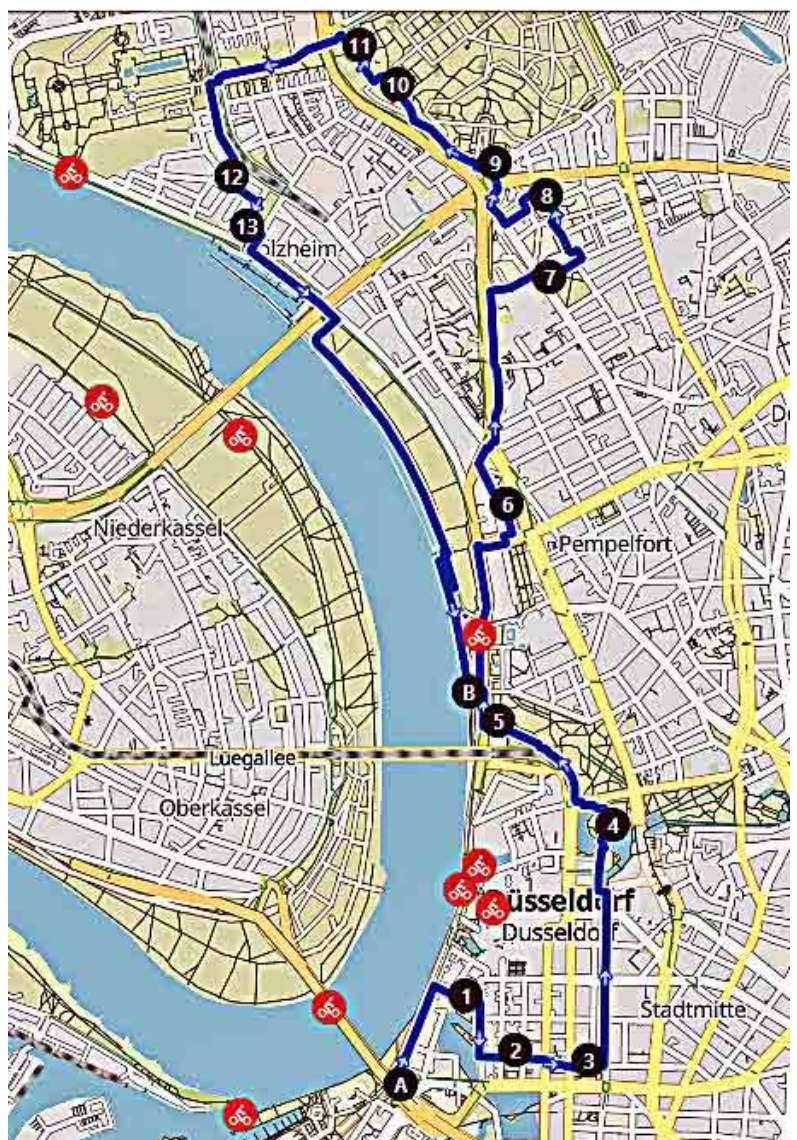 11
10
12
9
8
13
olzheim
7
6
Niederkassel
Pempelfort
B
5
Luegallee
Oberkassel
4
üsseldorf
Dusseldorf
1
Stadtmitte
2
3
A